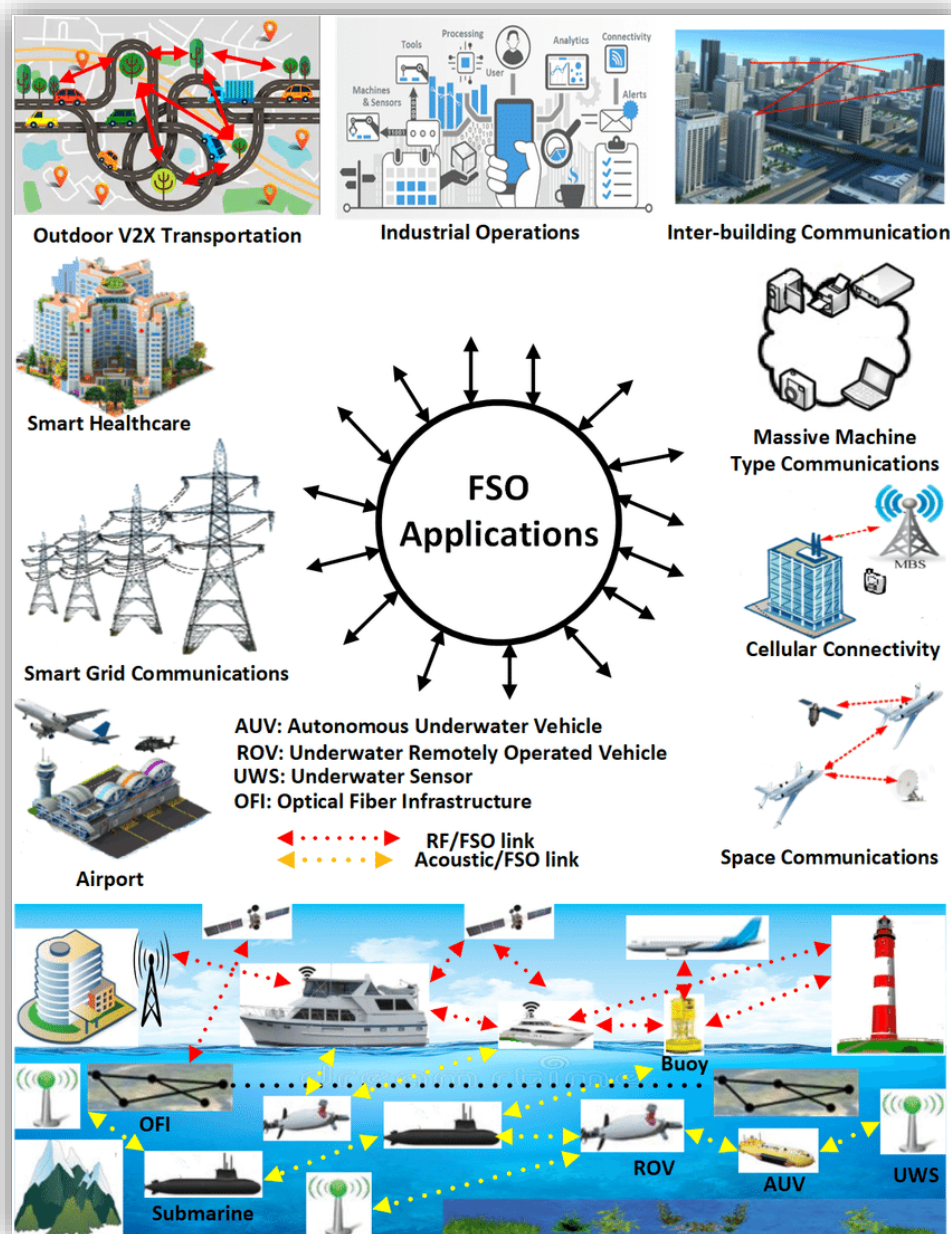 Tools
Processing
User
Analytics
Connectivity
Machines
& Sensors
Alerts
Outdoor V2X Transportation
Industrial Operations
Inter-building Communication
HOSPITAL
Smart Healthcare
Massive Machine
Type Communications
FSO
Applications
MBS
Smart Grid Communications
Cellular Connectivity
AUV: Autonomous Underwater Vehicle
ROV: Underwater Remotely Operated Vehicle
UWS: Underwater Sensor
OFI: Optical Fiber Infrastructure
RF/FSO link
Acoustic/FSO link
Airport
Space Communications
Buoy
OFI
ROV
AUV
UWS
Submarine